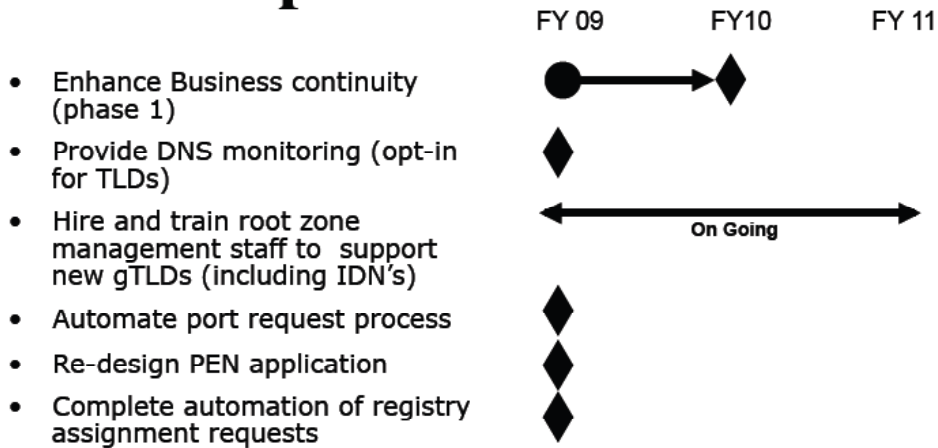 FY 09 FY10 FY 11
• Enhance Business continuity
(phase 1)
• Provide DNS monitoring (opt-in
for TLDs)
• Hire and train root zone
management staff to support
new gTLDs (including IDN's)
On Going
• Automate port request process
• Re-design PEN application
• Complete automation of registry
assignment requests